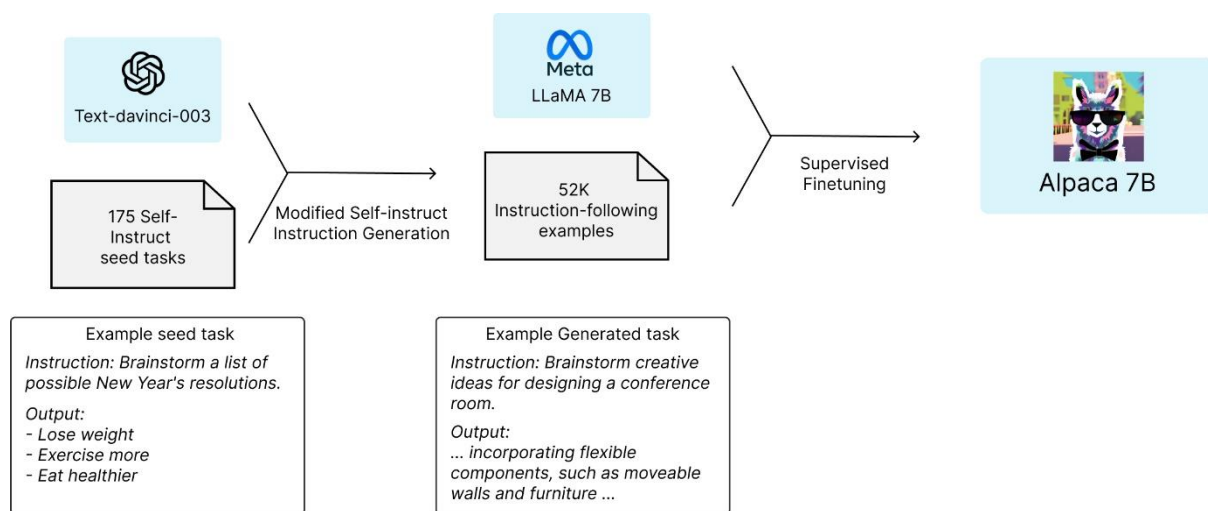 Text-davinci-003
175 Self-
Instruct
seed tasks
Modified Self-instruct
Instruction Generation
Meta
LLaMA 7B
52K
Instruction-following
examples
Supervised
Finetuning
Alpaca 7B
Example seed task
Instruction: Brainstorm a list of
possible New Year's resolutions.
Output:
- Lose weight
- Exercise more
- Eat healthier
Example Generated task
Instruction: Brainstorm creative
ideas for designing a conference
room.
Output:
... incorporating flexible
components, such as moveable
walls and furniture ...